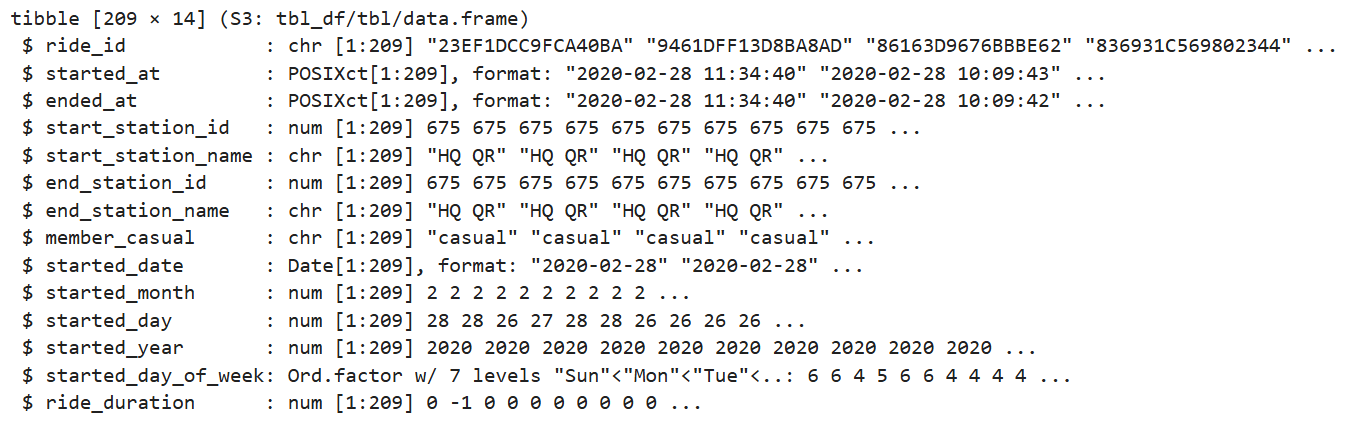 tibble [209 × 14] (S3: tbl_df/tbl/data.frame)
 $ ride_id           : chr [1:209] "23EF1DCC9FCA40BA" "9461DFF13D8BA8AD" "86163D9676BBBE62" "836931C569802344" ...
 $ started_at        : POSIXct[1:209], format: "2020-02-28 11:34:40" "2020-02-28 10:09:43" ...
 $ ended_at          : POSIXct[1:209], format: "2020-02-28 11:34:40" "2020-02-28 10:09:42" ...
 $ start_station_id  : num [1:209] 675 675 675 675 675 675 675 675 675 675 ...
 $ start_station_name : chr [1:209] "HQ QR" "HQ QR" "HQ QR" "HQ QR" ...
 $ end_station_id    : num [1:209] 675 675 675 675 675 675 675 675 675 675 ...
 $ end_station_name  : chr [1:209] "HQ QR" "HQ QR" "HQ QR" "HQ QR" ...
 $ member_casual     : chr [1:209] "casual" "casual" "casual" "casual" ...
 $ started_date      : Date[1:209], format: "2020-02-28" "2020-02-28" ...
 $ started_month     : num [1:209] 2 2 2 2 2 2 2 2 2 2 ...
 $ started_day       : num [1:209] 28 28 26 27 28 28 26 26 26 26 ...
 $ started_year      : num [1:209] 2020 2020 2020 2020 2020 2020 2020 2020 2020 2020 ...
 $ started_day_of_week: Ord.factor w/ 7 levels "Sun"<"Mon"<"Tue"<..: 6 6 4 5 6 6 4 4 4 4 ...
 $ ride_duration     : num [1:209] 0 -1 0 0 0 0 0 0 0 0 ...